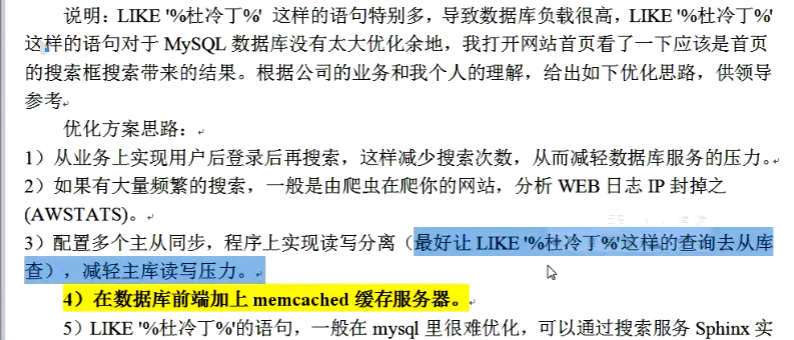 说明：LIKE '%杜冷丁%' 这样的语句特别多，导致数据库负载很高，LIKE '%杜冷丁%'
这样的语句对于 MySQL 数据库没有太大优化余地，我打开网站首页看了一下应该是首页
的搜索框搜索带来的结果。根据公司的业务和我个人的理解，给出如下优化思路，供领导
参考
优化方案思路：
1）从业务上实现用户后登录后再搜索，这样减少搜索次数，从而减轻数据库服务的压力。
2）如果有大量频繁的搜索，一般是由爬虫在爬你的网站，分析 WEB 日志 IP 封掉之
(AWSTATS)。
3）配置多个主从同步，程序上实现读写分离（最好让 LIKE '%杜冷丁%'这样的查询去从库
查），减轻主库读写压力。
4）在数据库前端加上 memcached 缓存服务器。
5）LIKE '%杜冷丁%'的语句，一般在 mysql 里很难优化，可以通过搜索服务 Sphinx 实